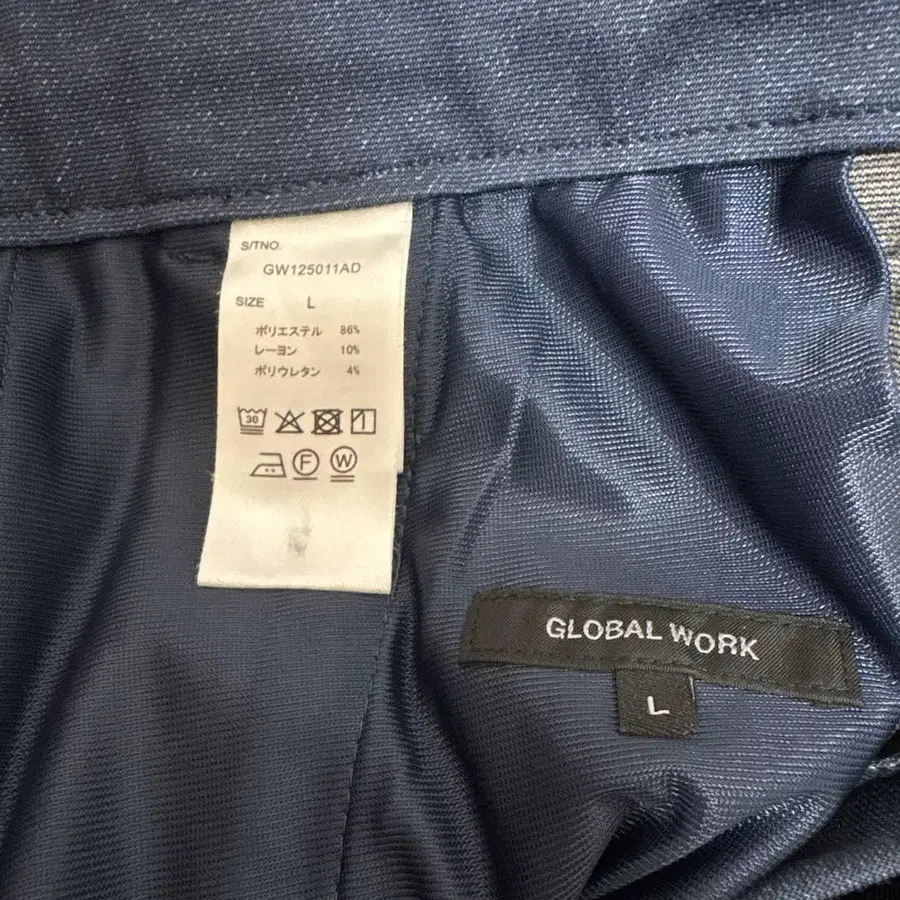 S/TNO.
GW125011AD
SIZE L
ポリエステル 86%
レーヨン 10%
ポリウレタン 4%
30
F W
GLOBAL WORK
L